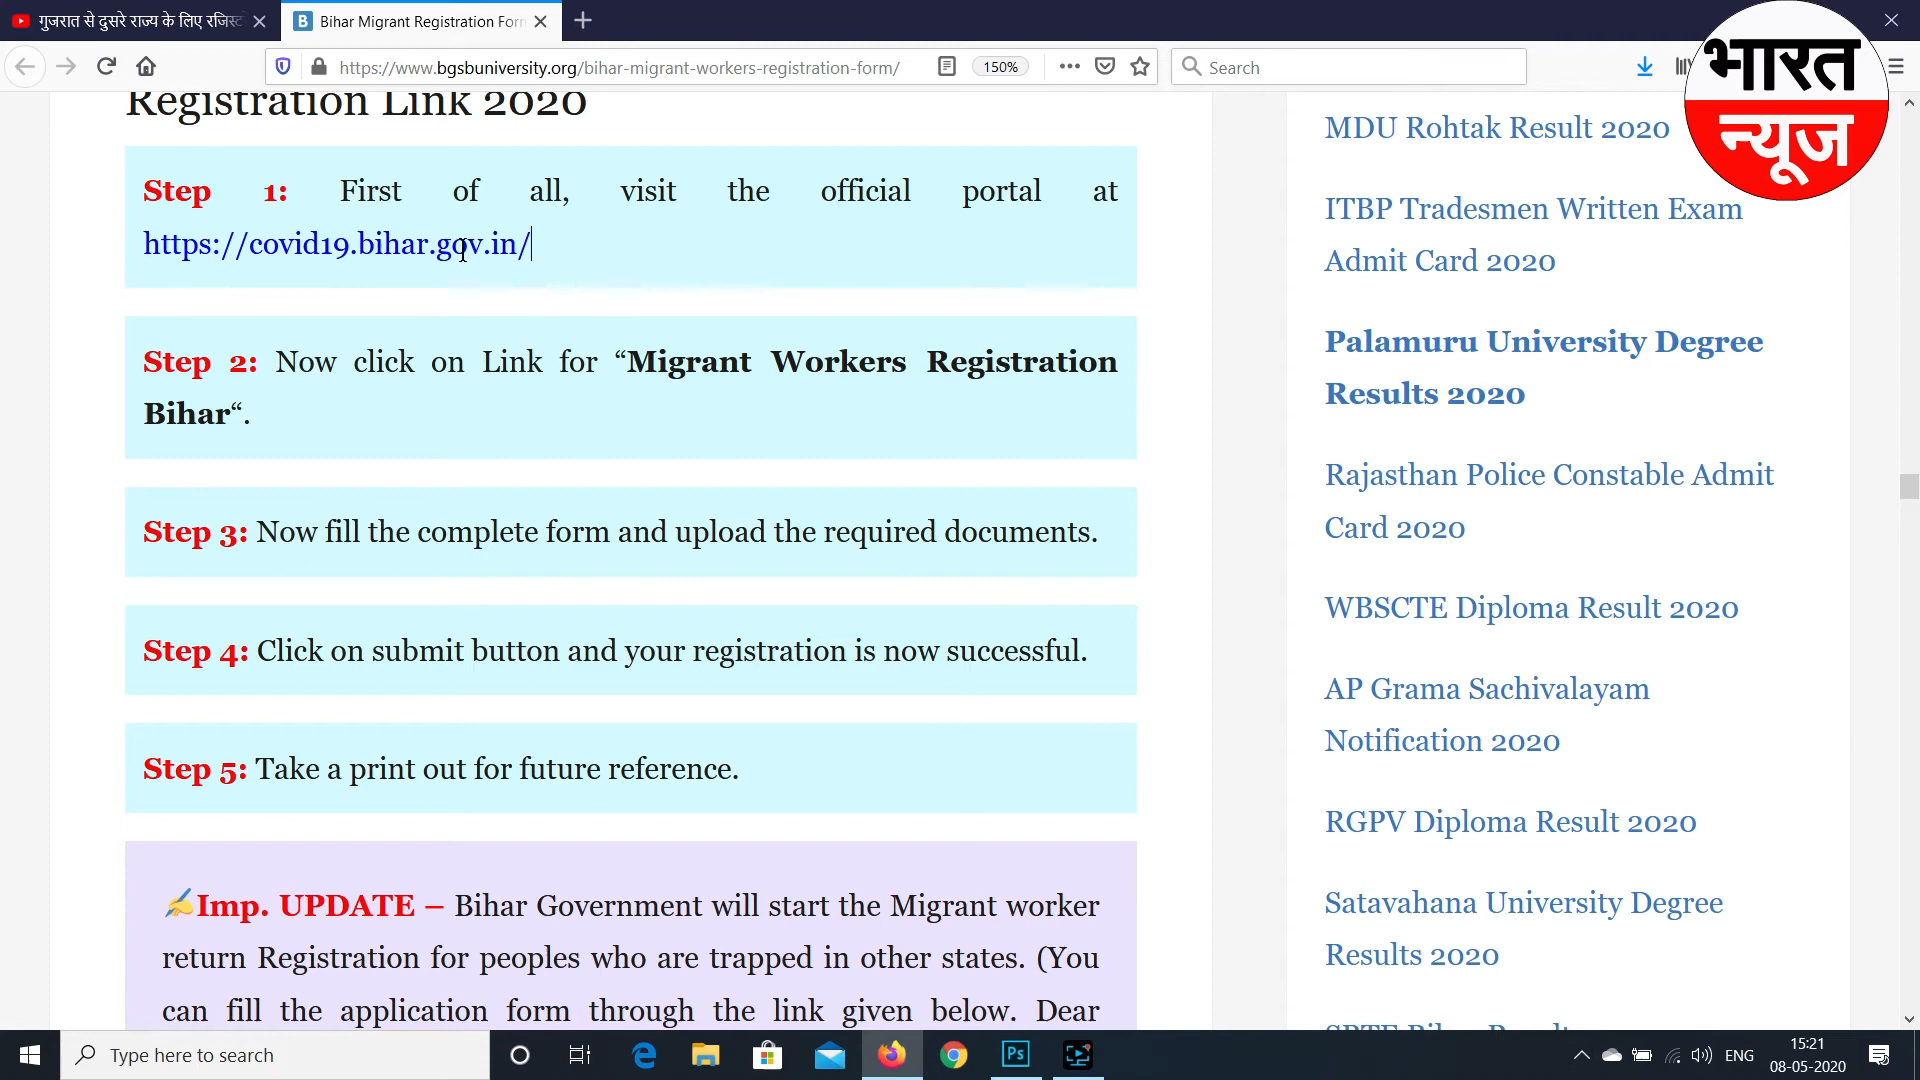 गुजरात से दुसरे राज्य के लिए रजिस्ट
Bihar Migrant Registration Form
https://www.bgsbuniversity.org/bihar-migrant-workers-registration-form/
150%
Search
भारत
न्यूज
Registration Link 2020
Step 1: First of all, visit the official portal at
https://covid19.bihar.gov.in/
Step 2: Now click on Link for “Migrant Workers Registration
Bihar“.
Step 3: Now fill the complete form and upload the required documents.
Step 4: Click on submit button and your registration is now successful.
Step 5: Take a print out for future reference.
Imp. UPDATE – Bihar Government will start the Migrant worker
return Registration for peoples who are trapped in other states. (You
can fill the application form through the link given below. Dear
MDU Rohtak Result 2020
ITBP Tradesmen Written Exam
Admit Card 2020
Palamuru University Degree
Results 2020
Rajasthan Police Constable Admit
Card 2020
WBSCTE Diploma Result 2020
AP Grama Sachivalayam
Notification 2020
RGPV Diploma Result 2020
Satavahana University Degree
Results 2020
Type here to search
Ps
ENG
15:21
08-05-2020